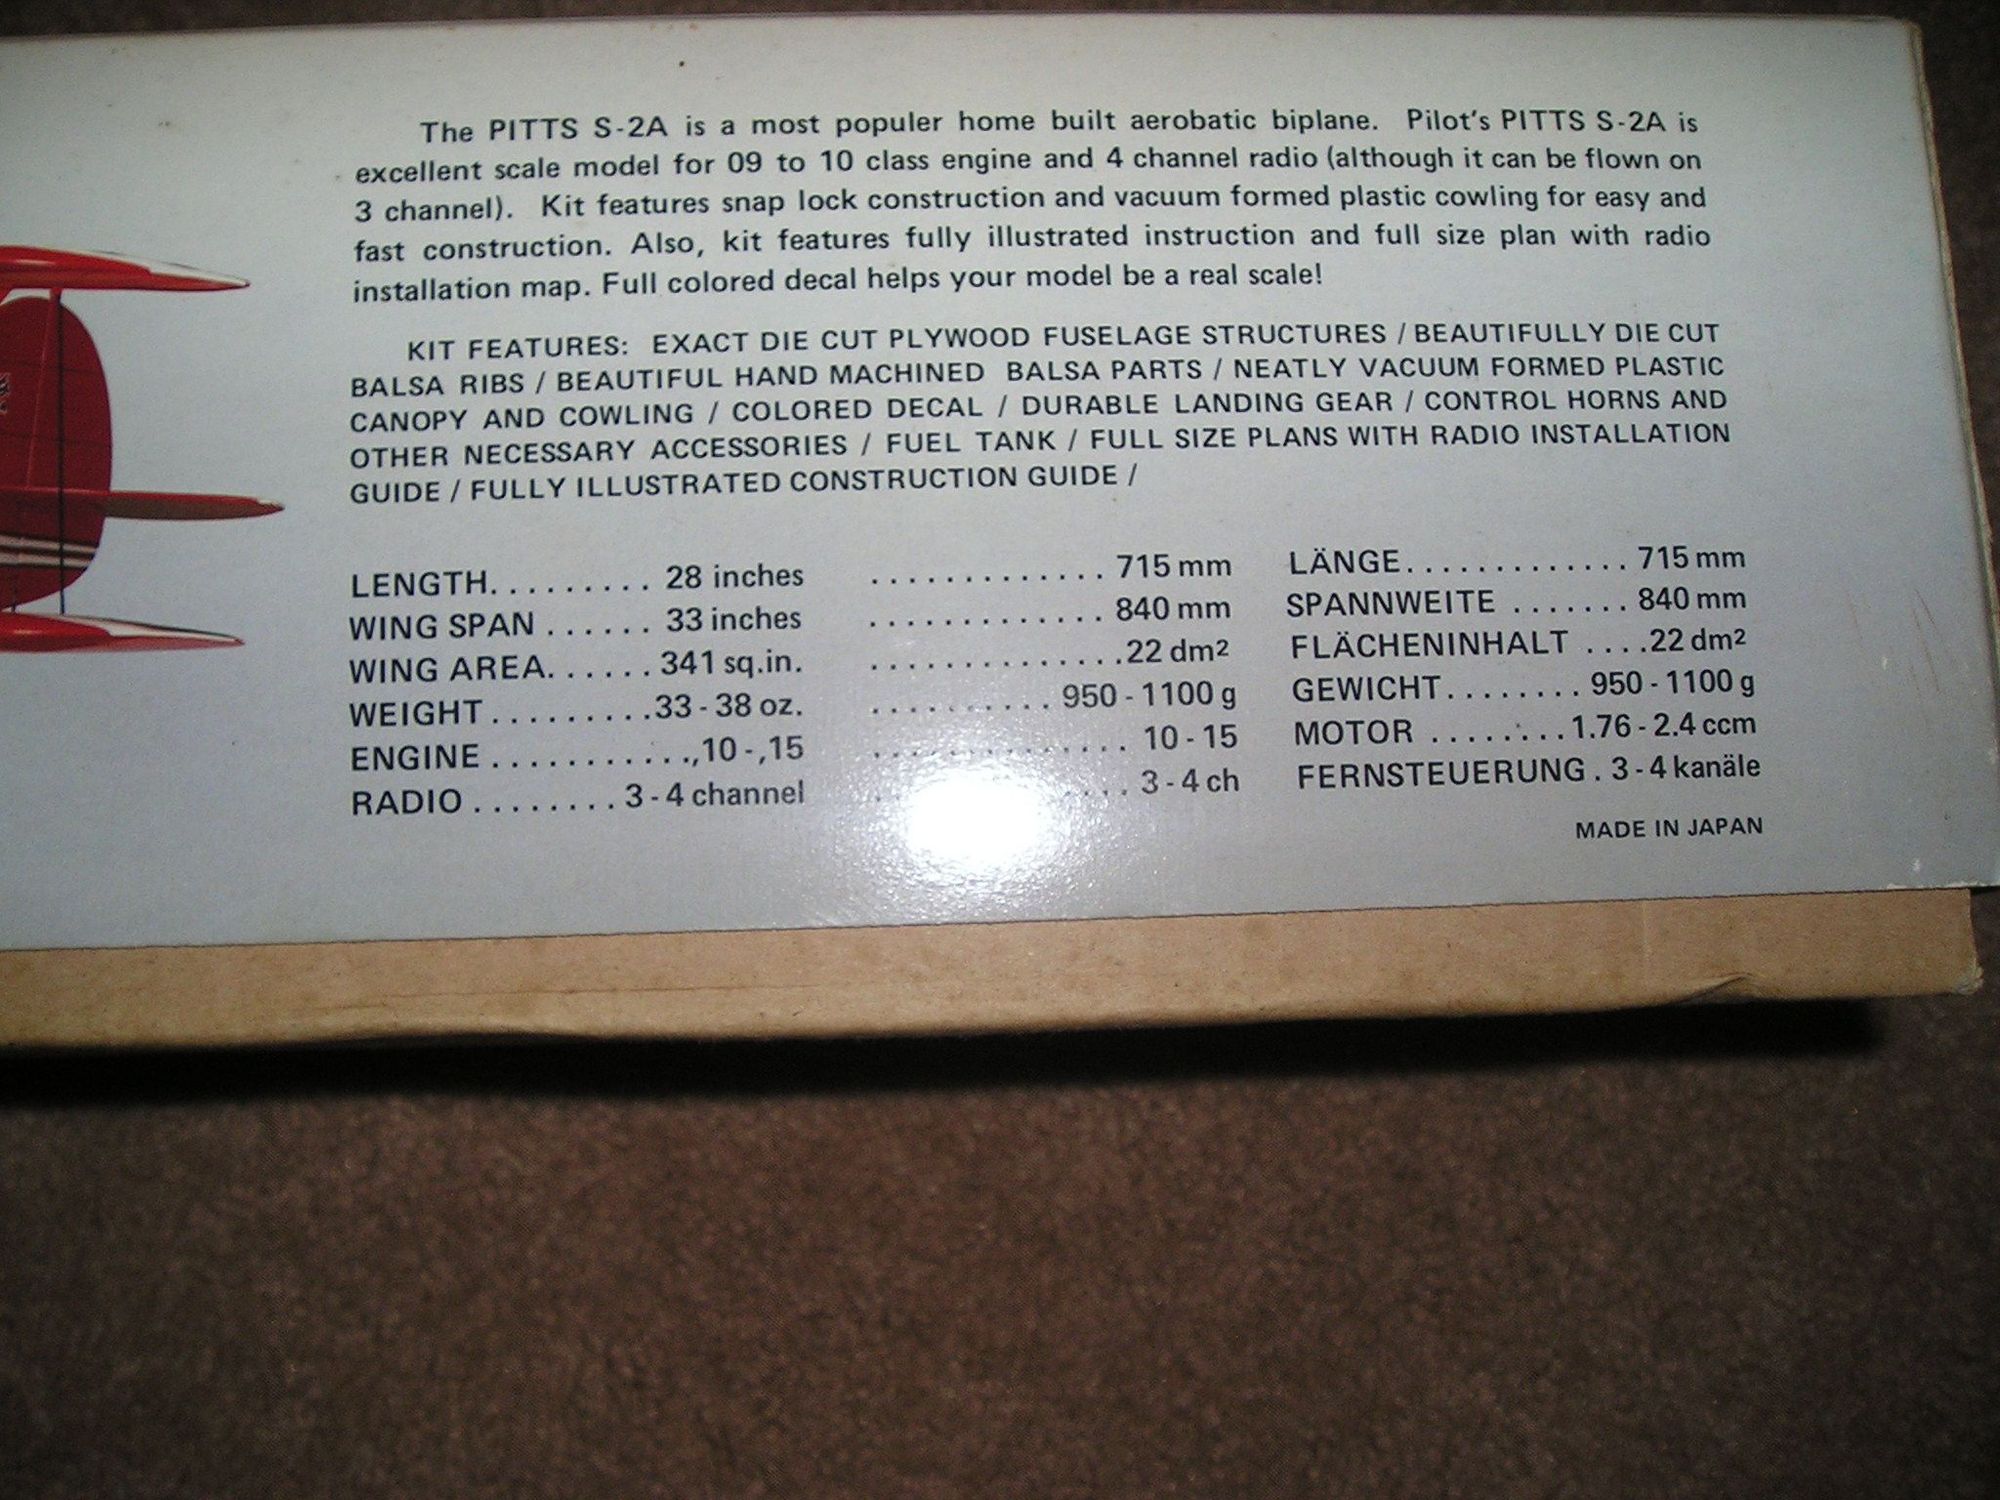 The PITTS S-2A is a most populer home built aerobatic biplane. Pilot's PITTS S-2A is
excellent scale model for 09 to 10 class engine and 4 channel radio (although it can be flown on
3 channel). Kit features snap lock construction and vacuum formed plastic cowling for easy and
fast construction. Also, kit features fully illustrated instruction and full size plan with radio
installation map. Full colored decal helps your model be a real scale!
KIT FEATURES: EXACT DIE CUT PLYWOOD FUSELAGE STRUCTURES / BEAUTIFULLY DIE CUT
BALSA RIBS / BEAUTIFUL HAND MACHINED BALSA PARTS / NEATLY VACUUM FORMED PLASTIC
CANOPY AND COWLING / COLORED DECAL / DURABLE LANDING GEAR / CONTROL HORNS AND
OTHER NECESSARY ACCESSORIES / FUEL TANK / FULL SIZE PLANS WITH RADIO INSTALLATION
GUIDE / FULLY ILLUSTRATED CONSTRUCTION GUIDE /
LENGTH......... 28 inches ............. 715 mm LÄNGE............. 715 mm
WING SPAN ...... 33 inches ............. 840 mm SPANNWEITE ....... 840 mm
WING AREA...... 341 sq.in. ..............22 dm2 FLÄCHENINHALT ....22 dm2
WEIGHT .........33 - 38 oz. .......... 950 - 1100 g GEWICHT........ 950 - 1100 g
ENGINE ...........,10 -,15 .............. 10 - 15 MOTOR ........1.76 - 2.4 ccm
RADIO ........ 3 - 4 channel .............. 3 - 4 ch FERNSTEUERUNG . 3 - 4 kanäle
MADE IN JAPAN